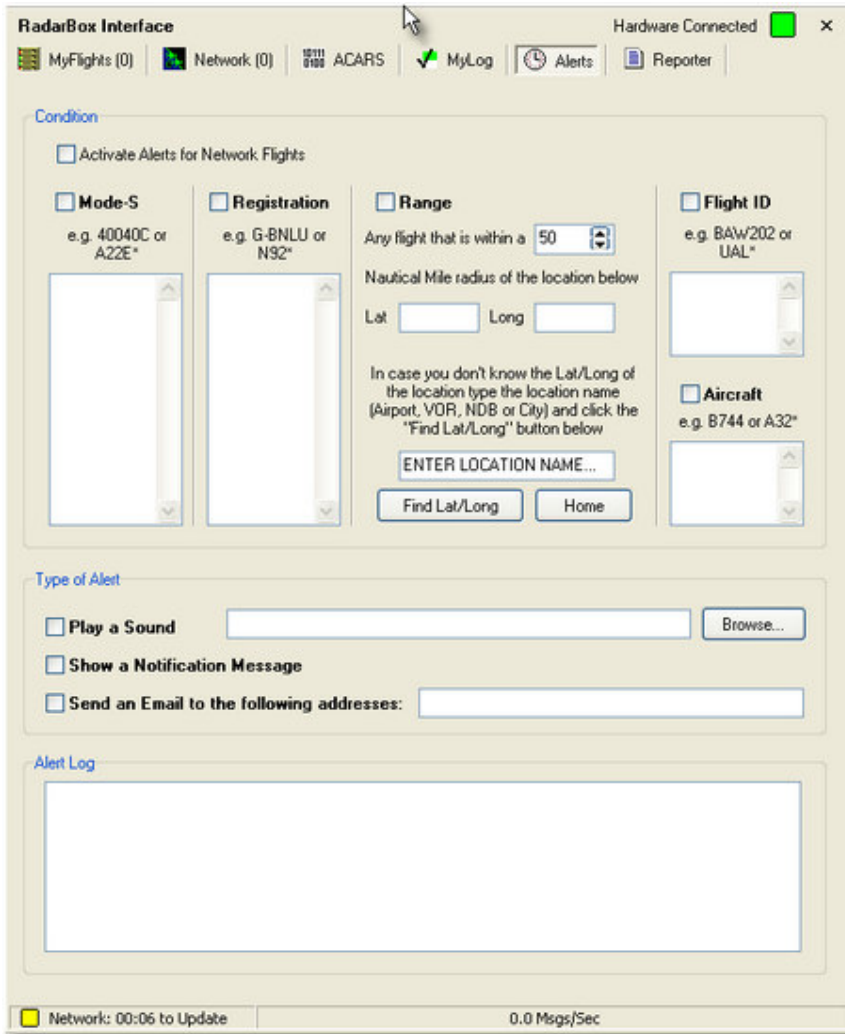 RadarBox Interface Hardware Connected
MyFlights (0) Network (0) 10111 0100 ACARS MyLog Alerts Reporter
Condition
Activate Alerts for Network Flights
Mode-S
e.g. 40040C or
A22E*
Registration
e.g. G-BNLU or
N92*
Range
Any flight that is within a 50
Nautical Mile radius of the location below
Lat Long
In case you don't know the Lat/Long of
the location type the location name
(Airport, VOR, NDB or City) and click the
"Find Lat/Long" button below
ENTER LOCATION NAME...
Find Lat/Long Home
Flight ID
e.g. BAW202 or
UAL*
Aircraft
e.g. B744 or A32*
Type of Alert
Play a Sound Browse...
Show a Notification Message
Send an Email to the following addresses:
Alert Log
Network: 00:06 to Update 0.0 Msgs/Sec